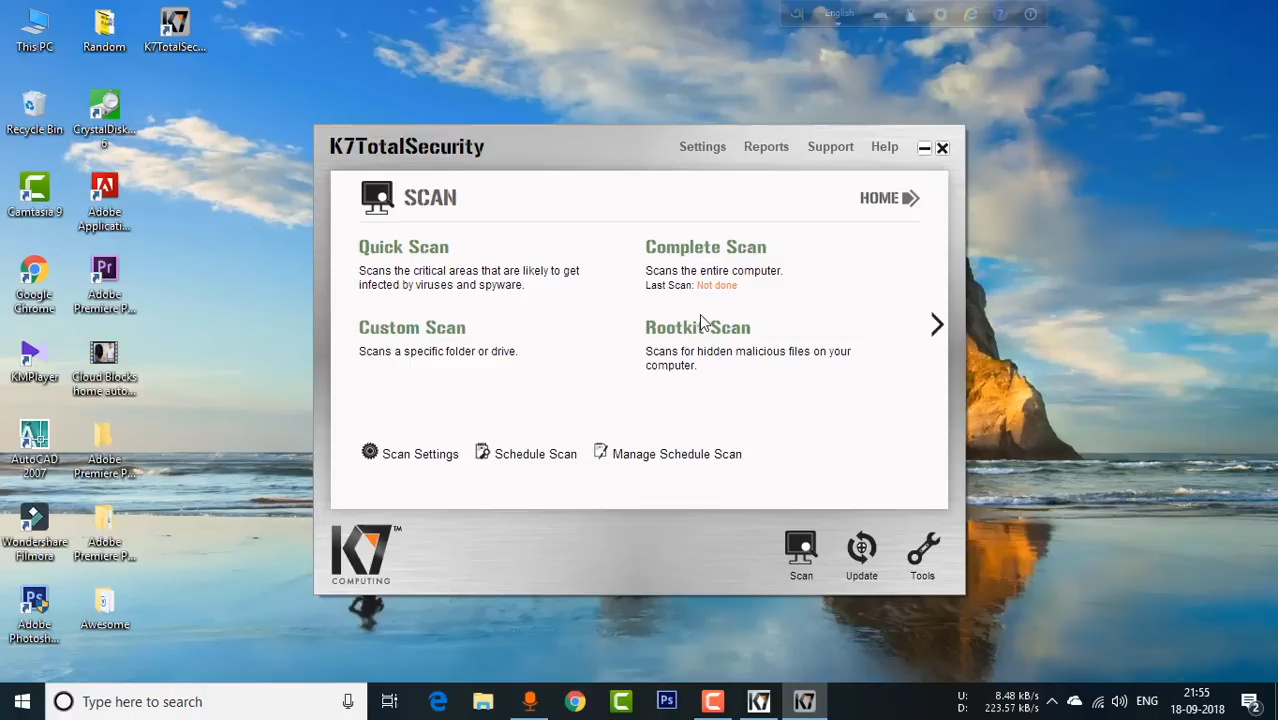 English
This PC
Random
K7TotalSec...
Recycle Bin
CrystalDisk...
6
Camtasia 9
Adobe
Applicati...
Google
Chrome
Adobe
Premiere P...
KMPlayer
Cloud Blocks
home auto...
AutoCAD
2007
Adobe
Premiere P...
Wondershare
Filmora
Adobe
Premiere P...
Adobe
Photosh...
Awesome
K7TotalSecurity
Settings Reports Support Help
SCAN
HOME
Quick Scan
Scans the critical areas that are likely to get
infected by viruses and spyware.
Complete Scan
Scans the entire computer.
Last Scan: Not done
Custom Scan
Scans a specific folder or drive.
Rootkit Scan
Scans for hidden malicious files on your
computer.
Scan Settings Schedule Scan Manage Schedule Scan
K7 TM
COMPUTING
Scan Update Tools
Type here to search
U: 8.48 kB/s
D: 223.57 kB/s
ENG
21:55
18-09-2018
2